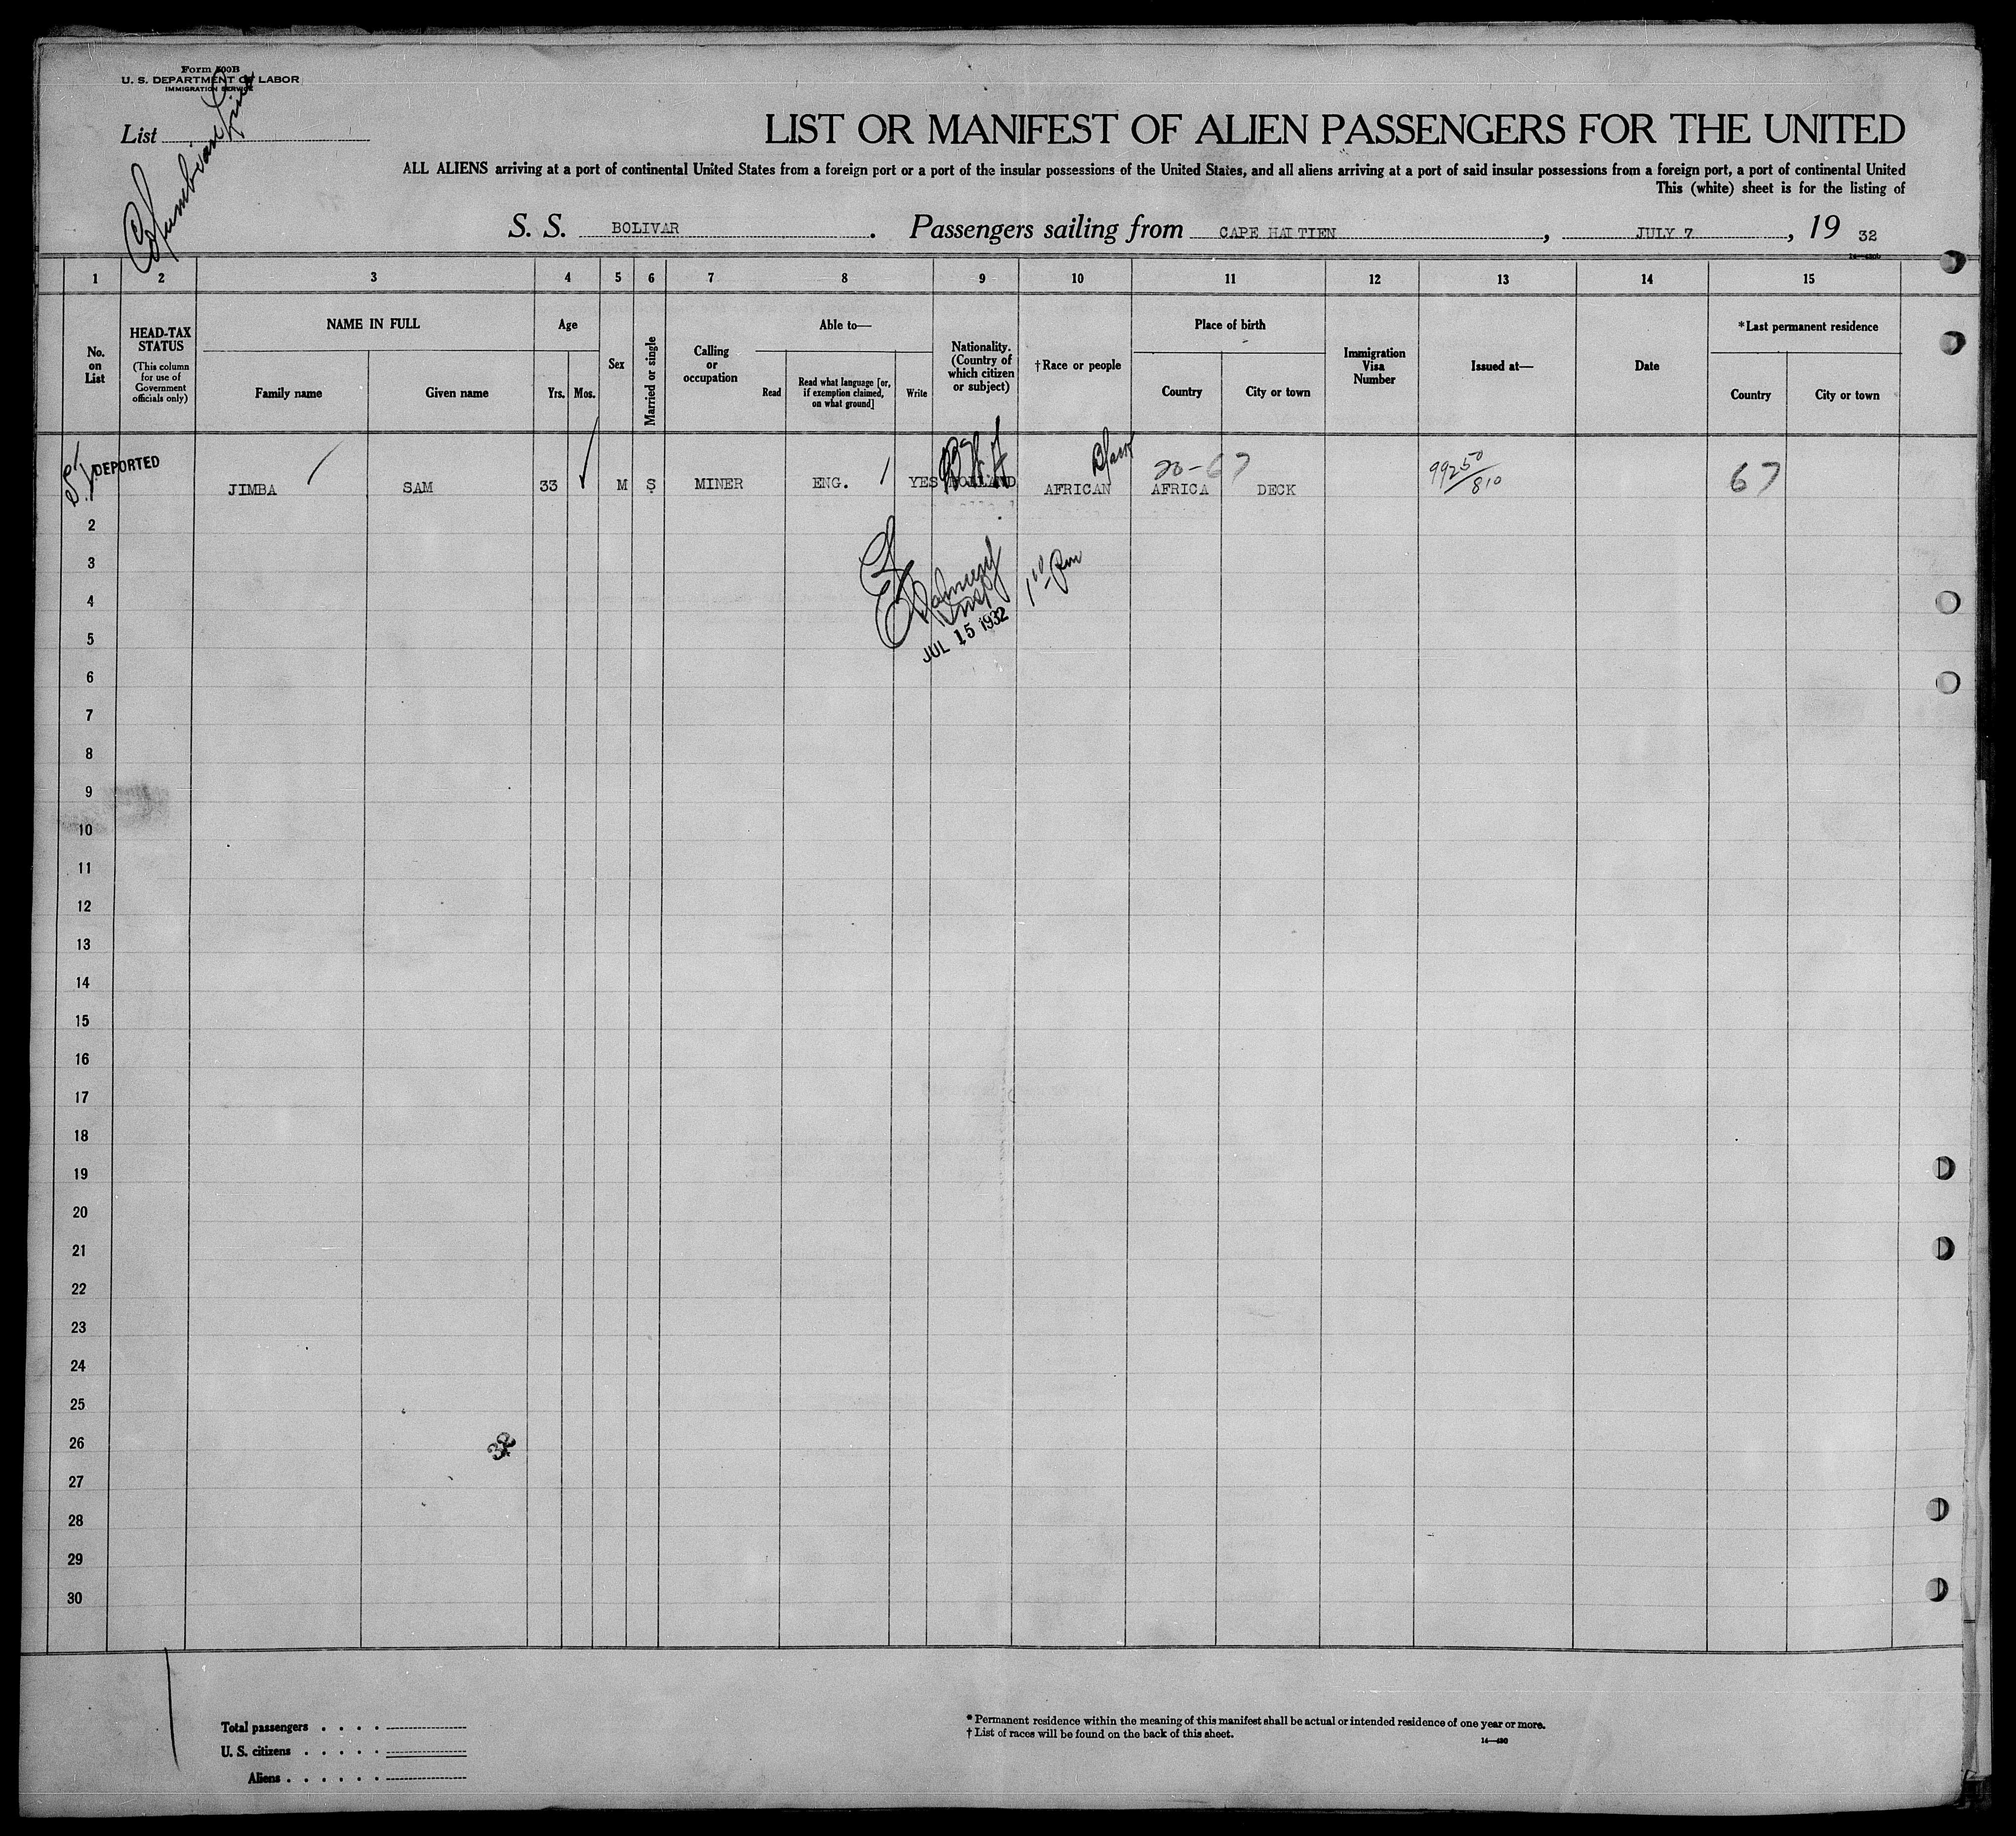 Form 500B
U. S. DEPARTMENT OF LABOR
IMMIGRATION SERVICE
List
Columbian Line
LIST OR MANIFEST OF ALIEN PASSENGERS FOR THE UNITED
ALL ALIENS arriving at a port of continental United States from a foreign port or a port of the insular possessions of the United States, and all aliens arriving at a port of said insular possessions from a foreign port, a port of continental United
This (white) sheet is for the listing of
S. S. BOLIVAR. Passengers sailing from CAPE HAITIEN, JULY 7, 19 32
1 2 3 4 5 6 7 8 9 10 11 12 13 14 15
No. on List
HEAD-TAX STATUS
(This column for use of Government officials only)
NAME IN FULL
Family name
Given name
Age
Yrs.
Mos.
Sex
Married or single
Calling or occupation
Able to—
Read
Read what language [or, if exemption claimed, on what ground]
Write
Nationality. (Country of which citizen or subject)
†Race or people
Place of birth
Country
City or town
Immigration Visa Number
Issued at—
Date
*Last permanent residence
Country
City or town
DEPORTED
JIMBA SAM 33 M S MINER ENG. YES AFRICAN AFRICA DECK
20-67
67
1 10 pm
JUL 15 1932
2
3
4
5
6
7
8
9
10
11
12
13
14
15
16
17
18
19
20
21
22
23
24
25
26
27
28
29
30
32
Total passengers
U. S. citizens
Aliens
* Permanent residence within the meaning of this manifest shall be actual or intended residence of one year or more.
† List of races will be found on the back of this sheet.
14—430